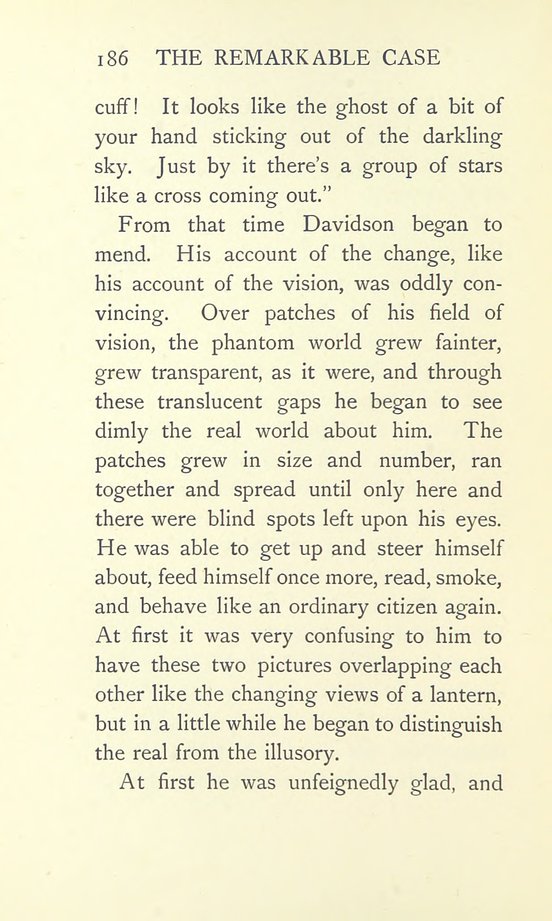 186 THE REMARKABLE CASE
cuff! It looks like the ghost of a bit of
your hand sticking out of the darkling
sky. Just by it there's a group of stars
like a cross coming out."
From that time Davidson began to
mend. His account of the change, like
his account of the vision, was oddly con-
vincing. Over patches of his field of
vision, the phantom world grew fainter,
grew transparent, as it were, and through
these translucent gaps he began to see
dimly the real world about him. The
patches grew in size and number, ran
together and spread until only here and
there were blind spots left upon his eyes.
He was able to get up and steer himself
about, feed himself once more, read, smoke,
and behave like an ordinary citizen again.
At first it was very confusing to him to
have these two pictures overlapping each
other like the changing views of a lantern,
but in a little while he began to distinguish
the real from the illusory.
At first he was unfeignedly glad, and